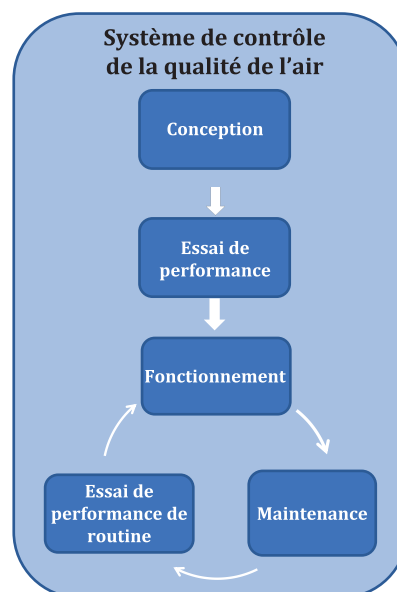 Système de contrôle
de la qualité de l’air
Conception
Essai de
performance
Fonctionnement
Essai de
performance de
routine
Maintenance